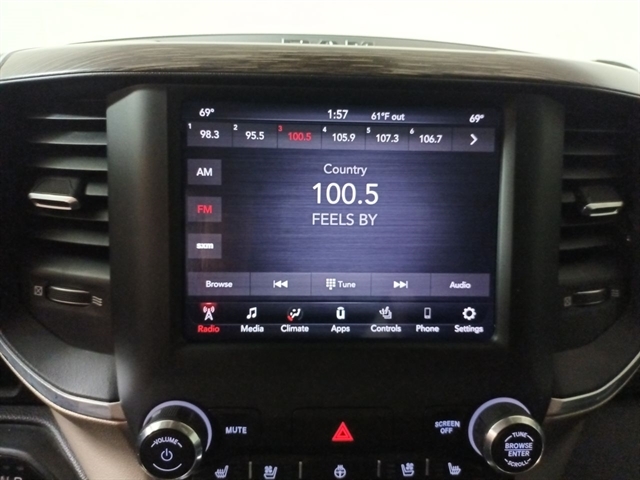 RAM
69° 1:57 61°F out 69°
1 98.3 2 95.5 3 100.5 4 105.9 5 107.3 6 106.7
AM
Country
100.5
FM
FEELS BY
sxm
Browse Tune Audio
Radio Media Climate Apps Controls Phone Settings
VOLUME
MUTE
SCREEN OFF
TUNE
BROWSE
ENTER
SCROLL